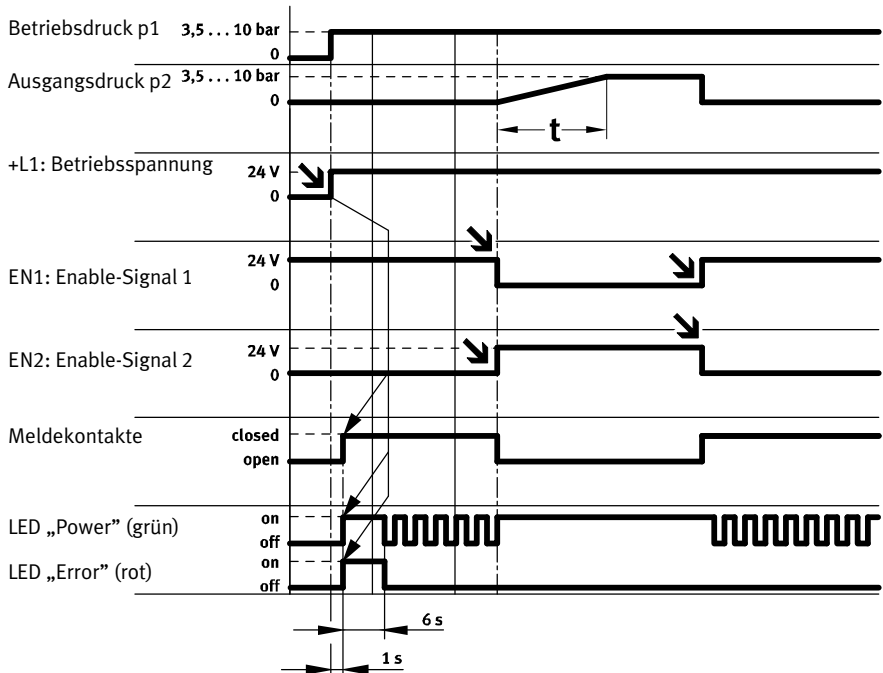 Betriebsdruck p1 3,5 . . . 10 bar
0
Ausgangsdruck p2 3,5 . . . 10 bar
0
t
+L1: Betriebsspannung 24 V
0
EN1: Enable-Signal 1 24 V
0
EN2: Enable-Signal 2 24 V
0
Meldekontakte closed
open
LED „Power” (grün) on
off
LED „Error” (rot) on
off
6 s
1 s